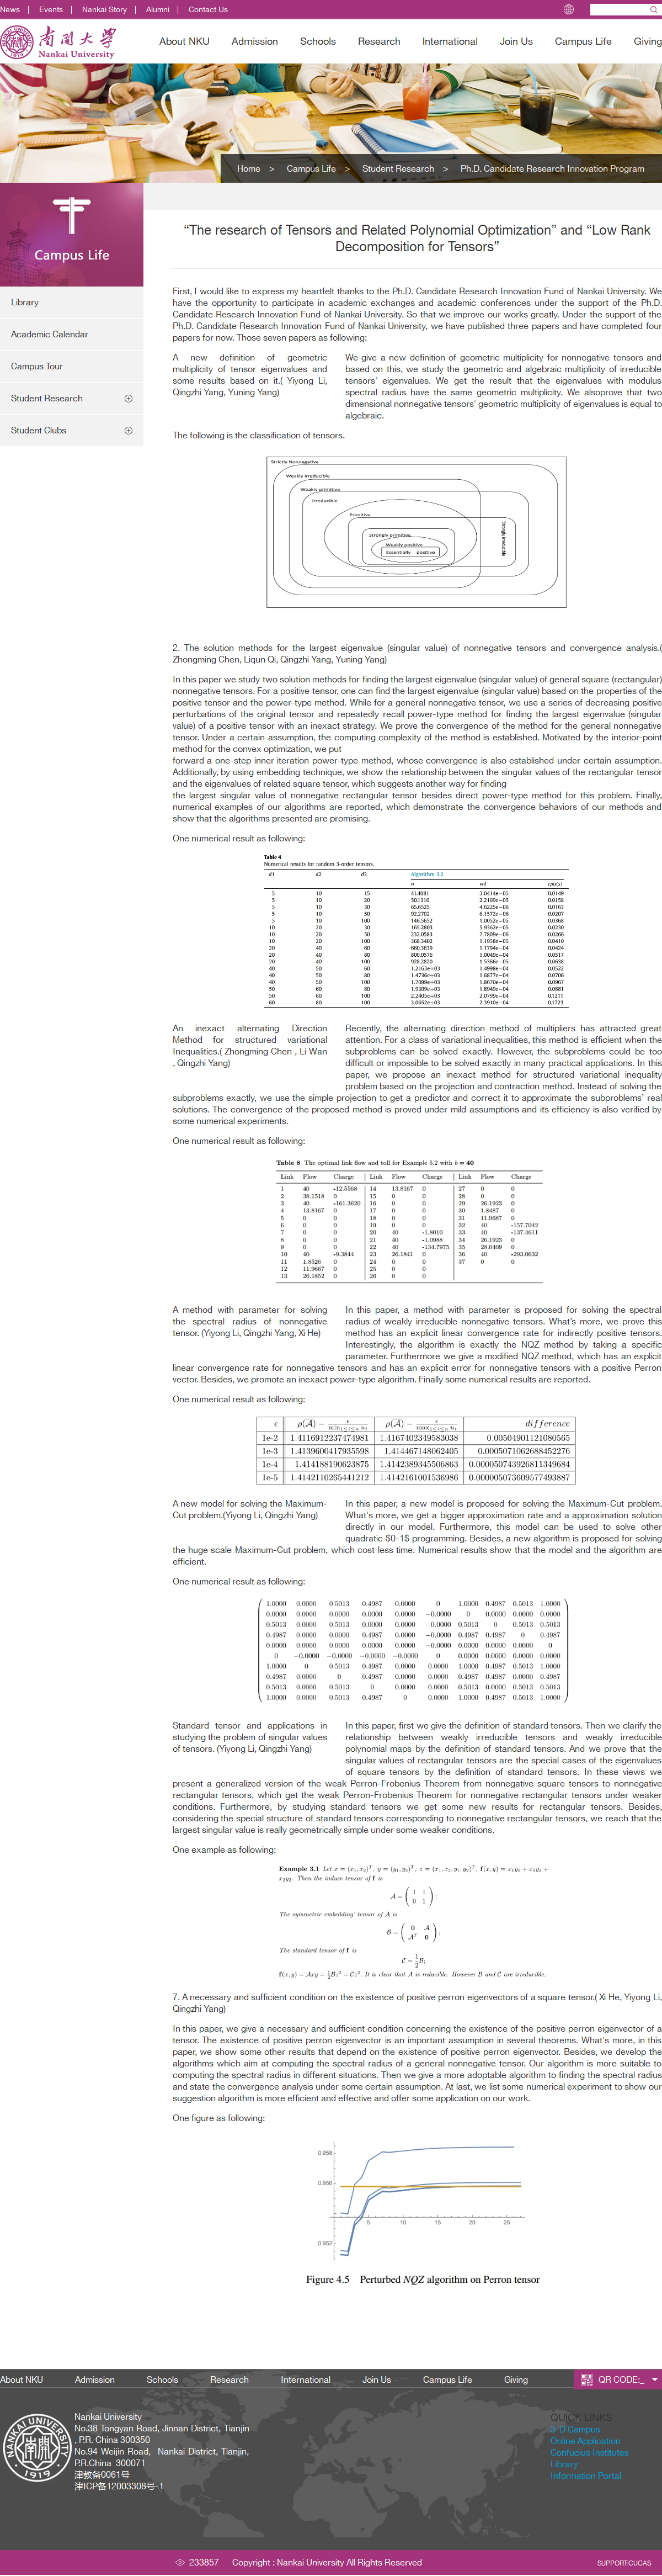 News | Events | Nankai Story | Alumni | Contact Us
南開大學
Nankai University
About NKU Admission Schools Research International Join Us Campus Life Giving
Home > Campus Life > Student Research > Ph.D. Candidate Research Innovation Program
Campus Life
Library
Academic Calendar
Campus Tour
Student Research
Student Clubs
“The research of Tensors and Related Polynomial Optimization” and “Low Rank
Decomposition for Tensors”
First, I would like to express my heartfelt thanks to the Ph.D. Candidate Research Innovation Fund of Nankai University. We
have the opportunity to participate in academic exchanges and academic conferences under the support of the Ph.D.
Candidate Research Innovation Fund of Nankai University. So that we improve our works greatly. Under the support of the
Ph.D. Candidate Research Innovation Fund of Nankai University, we have published three papers and have completed four
papers for now. Those seven papers as following:
A new definition of geometric
multiplicity of tensor eigenvalues and
some results based on it.( Yiyong Li,
Qingzhi Yang, Yuning Yang)
We give a new definition of geometric multiplicity for nonnegative tensors and
based on this, we study the geometric and algebraic multiplicity of irreducible
tensors' eigenvalues. We get the result that the eigenvalues with modulus
spectral radius have the same geometric multiplicity. We alsoprove that two
dimensional nonnegative tensors' geometric multiplicity of eigenvalues is equal to
algebraic.
The following is the classification of tensors.
Strictly Nonnegative
Weakly irreducible
Weakly primitive
Irreducible
Primitive
Strongly primitive
Weakly positive
Essentially positive
Strongly irreducible
2. The solution methods for the largest eigenvalue (singular value) of nonnegative tensors and convergence analysis.(
Zhongming Chen, Liqun Qi, Qingzhi Yang, Yuning Yang)
In this paper we study two solution methods for finding the largest eigenvalue (singular value) of general square (rectangular)
nonnegative tensors. For a positive tensor, one can find the largest eigenvalue (singular value) based on the properties of the
positive tensor and the power-type method. While for a general nonnegative tensor, we use a series of decreasing positive
perturbations of the original tensor and repeatedly recall power-type method for finding the largest eigenvalue (singular
value) of a positive tensor with an inexact strategy. We prove the convergence of the method for the general nonnegative
tensor. Under a certain assumption, the computing complexity of the method is established. Motivated by the interior-point
method for the convex optimization, we put
forward a one-step inner iteration power-type method, whose convergence is also established under certain assumption.
Additionally, by using embedding technique, we show the relationship between the singular values of the rectangular tensor
and the eigenvalues of related square tensor, which suggests another way for finding
the largest singular value of nonnegative rectangular tensor besides direct power-type method for this problem. Finally,
numerical examples of our algorithms are reported, which demonstrate the convergence behaviors of our methods and
show that the algorithms presented are promising.
One numerical result as following:
Table 4
Numerical results for random 3-order tensors.
d1 d2 d3 Algorithm 3.2
σ vol cpu(s)
5 10 15 41.4081 3.0414e−05 0.0149
5 10 20 50.1316 2.2169e−05 0.0158
5 10 30 65.6525 4.6225e−06 0.0163
5 10 50 92.2702 6.1572e−06 0.0207
5 10 100 146.5652 1.0052e−05 0.0368
10 20 30 165.2803 5.9362e−05 0.0230
10 20 50 232.0583 7.7809e−06 0.0266
10 20 100 368.3402 1.1958e−05 0.0410
20 40 60 660.3639 1.1794e−04 0.0424
20 40 80 800.0576 1.0049e−04 0.0517
20 40 100 928.2820 1.5366e−05 0.0638
40 50 60 1.2163e+03 1.4998e−04 0.0522
40 50 80 1.4736e+03 1.6877e−04 0.0706
40 50 100 1.7099e+03 1.8670e−04 0.0967
50 60 80 1.9309e+03 1.8949e−04 0.0881
50 60 100 2.2405e+03 2.0799e−04 0.1211
60 80 100 3.0652e+03 2.3910e−04 0.1723
An inexact alternating Direction
Method for structured variational
Inequalities.( Zhongming Chen , Li Wan
, Qingzhi Yang)
Recently, the alternating direction method of multipliers has attracted great
attention. For a class of variational inequalities, this method is efficient when the
subproblems can be solved exactly. However, the subproblems could be too
difficult or impossible to be solved exactly in many practical applications. In this
paper, we propose an inexact method for structured variational inequality
problem based on the projection and contraction method. Instead of solving the
subproblems exactly, we use the simple projection to get a predictor and correct it to approximate the subproblems’ real
solutions. The convergence of the proposed method is proved under mild assumptions and its efficiency is also verified by
some numerical experiments.
One numerical result as following:
Table 8 The optimal link flow and toll for Example 5.2 with b = 40
Link Flow Charge Link Flow Charge Link Flow Charge
1 40 -12.5568 14 13.8167 0 27 0 0
2 38.1518 0 15 0 0 28 0 0
3 40 -161.3620 16 0 0 29 26.1923 0
4 13.8167 0 17 0 0 30 1.8487 0
5 0 0 18 0 0 31 11.9687 0
6 0 0 19 0 0 32 40 -157.7042
7 0 0 20 40 -1.8010 33 40 -137.4611
8 0 0 21 40 -1.0988 34 26.1923 0
9 0 0 22 40 -134.7975 35 28.0409 0
10 40 -9.3844 23 26.1841 0 36 40 -293.0632
11 1.8526 0 24 0 0 37 0 0
12 11.9667 0 25 0 0
13 26.1852 0 26 0 0
A method with parameter for solving
the spectral radius of nonnegative
tensor. (Yiyong Li, Qingzhi Yang, Xi He)
In this paper, a method with parameter is proposed for solving the spectral
radius of weakly irreducible nonnegative tensors. What’s more, we prove this
method has an explicit linear convergence rate for indirectly positive tensors.
Interestingly, the algorithm is exactly the NQZ method by taking a specific
parameter. Furthermore we give a modified NQZ method, which has an explicit
linear convergence rate for nonnegative tensors and has an explicit error for nonnegative tensors with a positive Perron
vector. Besides, we promote an inexact power-type algorithm. Finally some numerical results are reported.
One numerical result as following:
ϵ ρ(Ā) − ϵ/min1≤i≤n ui ρ(Ā) − ϵ/max1≤i≤n ui difference
1e-2 1.4116912237474981 1.4167402349583038 0.00504901121080565
1e-3 1.4139600417935598 1.414467148062405 0.0005071062688452276
1e-4 1.414188190623875 1.4142389345506863 0.000050743926811349684
1e-5 1.4142110265441212 1.4142161001536986 0.000005073609577493887
A new model for solving the Maximum-
Cut problem.(Yiyong Li, Qingzhi Yang)
In this paper, a new model is proposed for solving the Maximum-Cut problem.
What's more, we get a bigger approximation rate and a approximation solution
directly in our model. Furthermore, this model can be used to solve other
quadratic $0-1$ programming. Besides, a new algorithm is proposed for solving
the huge scale Maximum-Cut problem, which cost less time. Numerical results show that the model and the algorithm are
efficient.
One numerical result as following:
1.0000 0.0000 0.5013 0.4987 0.0000 0 1.0000 0.4987 0.5013 1.0000
0.0000 0.0000 0.0000 0.0000 0.0000 −0.0000 0 0.0000 0.0000 0.0000
0.5013 0.0000 0.5013 0.0000 0.0000 −0.0000 0.5013 0 0.5013 0.5013
0.4987 0.0000 0.0000 0.4987 0.0000 −0.0000 0.4987 0.4987 0 0.4987
0.0000 0.0000 0.0000 0.0000 0.0000 −0.0000 0.0000 0.0000 0.0000 0
0 −0.0000 −0.0000 −0.0000 −0.0000 0 0.0000 0.0000 0.0000 0.0000
1.0000 0 0.5013 0.4987 0.0000 0.0000 1.0000 0.4987 0.5013 1.0000
0.4987 0.0000 0 0.4987 0.0000 0.0000 0.4987 0.4987 0.0000 0.4987
0.5013 0.0000 0.5013 0 0.0000 0.0000 0.5013 0.0000 0.5013 0.5013
1.0000 0.0000 0.5013 0.4987 0 0.0000 1.0000 0.4987 0.5013 1.0000
Standard tensor and applications in
studying the problem of singular values
of tensors. (Yiyong Li, Qingzhi Yang)
In this paper, first we give the definition of standard tensors. Then we clarify the
relationship between weakly irreducible tensors and weakly irreducible
polynomial maps by the definition of standard tensors. And we prove that the
singular values of rectangular tensors are the special cases of the eigenvalues
of square tensors by the definition of standard tensors. In these views we
present a generalized version of the weak Perron-Frobenius Theorem from nonnegative square tensors to nonnegative
rectangular tensors, which get the weak Perron-Frobenius Theorem for nonnegative rectangular tensors under weaker
conditions. Furthermore, by studying standard tensors we get some new results for rectangular tensors. Besides,
considering the special structure of standard tensors corresponding to nonnegative rectangular tensors, we reach that the
largest singular value is really geometrically simple under some weaker conditions.
One example as following:
Example 3.1 Let x = (x1, x2)T, y = (y1, y2)T, z = (x1, x2, y1, y2)T, f(x, y) = x1y1 + x1y2 +
x2y2. Then the induce tensor of f is
A = ( 1 1
0 1 );
The symmetric embedding' tensor of A is
B = ( 0 A
AT 0 );
The standard tensor of f is
C = 1/2 B;
f(x, y) = Axy = 1/2 Bz2 = Cz2. It is clear that A is reducible. However B and C are irreducible.
7. A necessary and sufficient condition on the existence of positive perron eigenvectors of a square tensor.( Xi He, Yiyong Li,
Qingzhi Yang)
In this paper, we give a necessary and sufficient condition concerning the existence of the positive perron eigenvector of a
tensor. The existence of positive perron eigenvector is an important assumption in several theorems. What's more, in this
paper, we show some other results that depend on the existence of positive perron eigenvector. Besides, we develop the
algorithms which aim at computing the spectral radius of a general nonnegative tensor. Our algorithm is more suitable to
computing the spectral radius in different situations. Then we give a more adoptable algorithm to finding the spectral radius
and state the convergence analysis under some certain assumption. At last, we list some numerical experiment to show our
suggestion algorithm is more efficient and effective and offer some application on our work.
One figure as following:
0.958
0.956
5 10 15 20 25
0.952
Figure 4.5 Perturbed NQZ algorithm on Perron tensor
About NKU Admission Schools Research International Join Us Campus Life Giving QR CODE:_
NANKAI UNIVERSITY
1919
Nankai University
No.38 Tongyan Road, Jinnan District, Tianjin
, P.R. China 300350
No.94 Weijin Road, Nankai District, Tianjin,
P.R.China 300071
津教备0061号
津ICP备12003308号-1
QUICK LINKS
3-D Campus
Online Application
Confucius Institutes
Library
Information Portal
233857 Copyright : Nankai University All Rights Reserved
SUPPORT:CUCAS